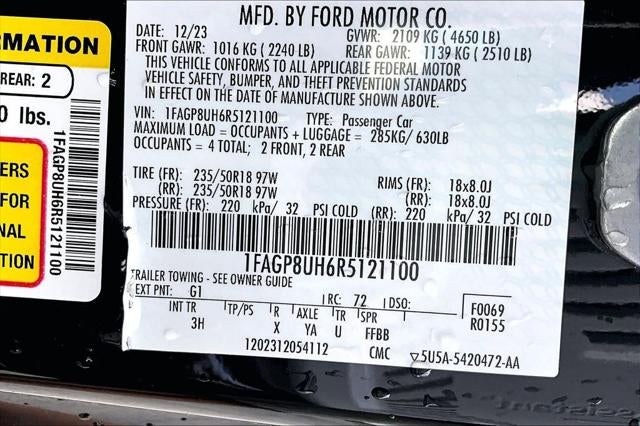 MFD. BY FORD MOTOR CO.
DATE: 12/23 GVWR: 2109 KG ( 4650 LB)
FRONT GAWR: 1016 KG ( 2240 LB) REAR GAWR: 1139 KG ( 2510 LB)
THIS VEHICLE CONFORMS TO ALL APPLICABLE FEDERAL MOTOR
VEHICLE SAFETY, BUMPER, AND THEFT PREVENTION STANDARDS
IN EFFECT ON THE DATE OF MANUFACTURE SHOWN ABOVE.
VIN: 1FAGP8UH6R5121100 TYPE: Passenger Car
MAXIMUM LOAD = OCCUPANTS + LUGGAGE = 285KG/ 630LB
OCCUPANTS = 4 TOTAL; 2 FRONT, 2 REAR
TIRE (FR): 235/50R18 97W RIMS (FR): 18x8.0J
(RR): 235/50R18 97W (RR): 18x8.0J
PRESSURE (FR): 220 kPa/ 32 PSI COLD (RR): 220 kPa/ 32 PSI COLD
1FAGP8UH6R5121100
TRAILER TOWING - SEE OWNER GUIDE
EXT PNT: G1 RC: 72 DSO: F0069
INT TR TP/PS R AXLE TR SPR R0155
3H X YA U FFBB
1202312054112 CMC 5U5A-5420472-AA
ORMATION
REAR: 2
0 lbs.
ERS
FOR
NAL
TION
1FAGP8UH6R5121100